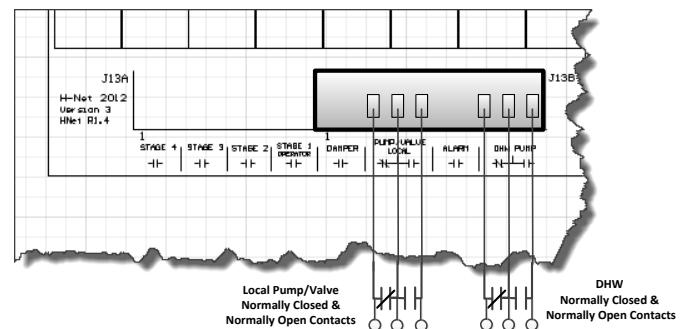 J13A
J13B
H-Net 2012
Version 3
HNet R1.4
1
1
STAGE 4
STAGE 3
STAGE 2
STAGE 1
OPERATOR
DAMPER
PUMP/VALVE
LOCAL
ALARM
DHW PUMP
Local Pump/Valve
Normally Closed &
Normally Open Contacts
DHW
Normally Closed &
Normally Open Contacts